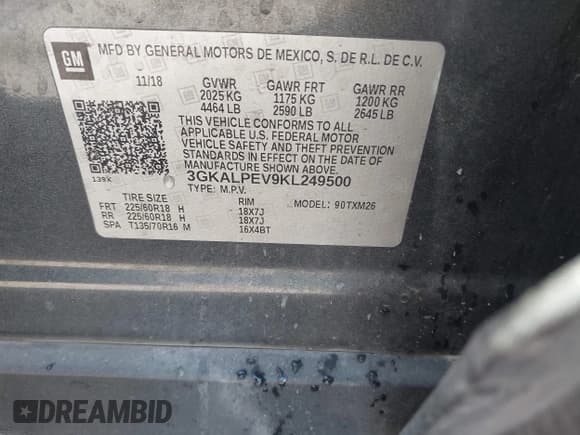 GM
MFD BY GENERAL MOTORS DE MEXICO, S. DE R.L. DE C.V.
11/18 GVWR GAWR FRT GAWR RR
2025 KG 1175 KG 1200 KG
4464 LB 2590 LB 2645 LB
THIS VEHICLE CONFORMS TO ALL
APPLICABLE U.S. FEDERAL MOTOR
VEHICLE SAFETY AND THEFT PREVENTION
STANDARDS IN EFFECT ON THE DATE OF
MANUFACTURE SHOWN ABOVE.
139X 3GKALPEV9KL249500
TYPE: M.P.V.
TIRE SIZE RIM MODEL: 90TXM26
FRT 225/60R18 H 18X7J
RR 225/60R18 H 18X7J
SPA T135/70R16 M 16X4BT
DREAMBID